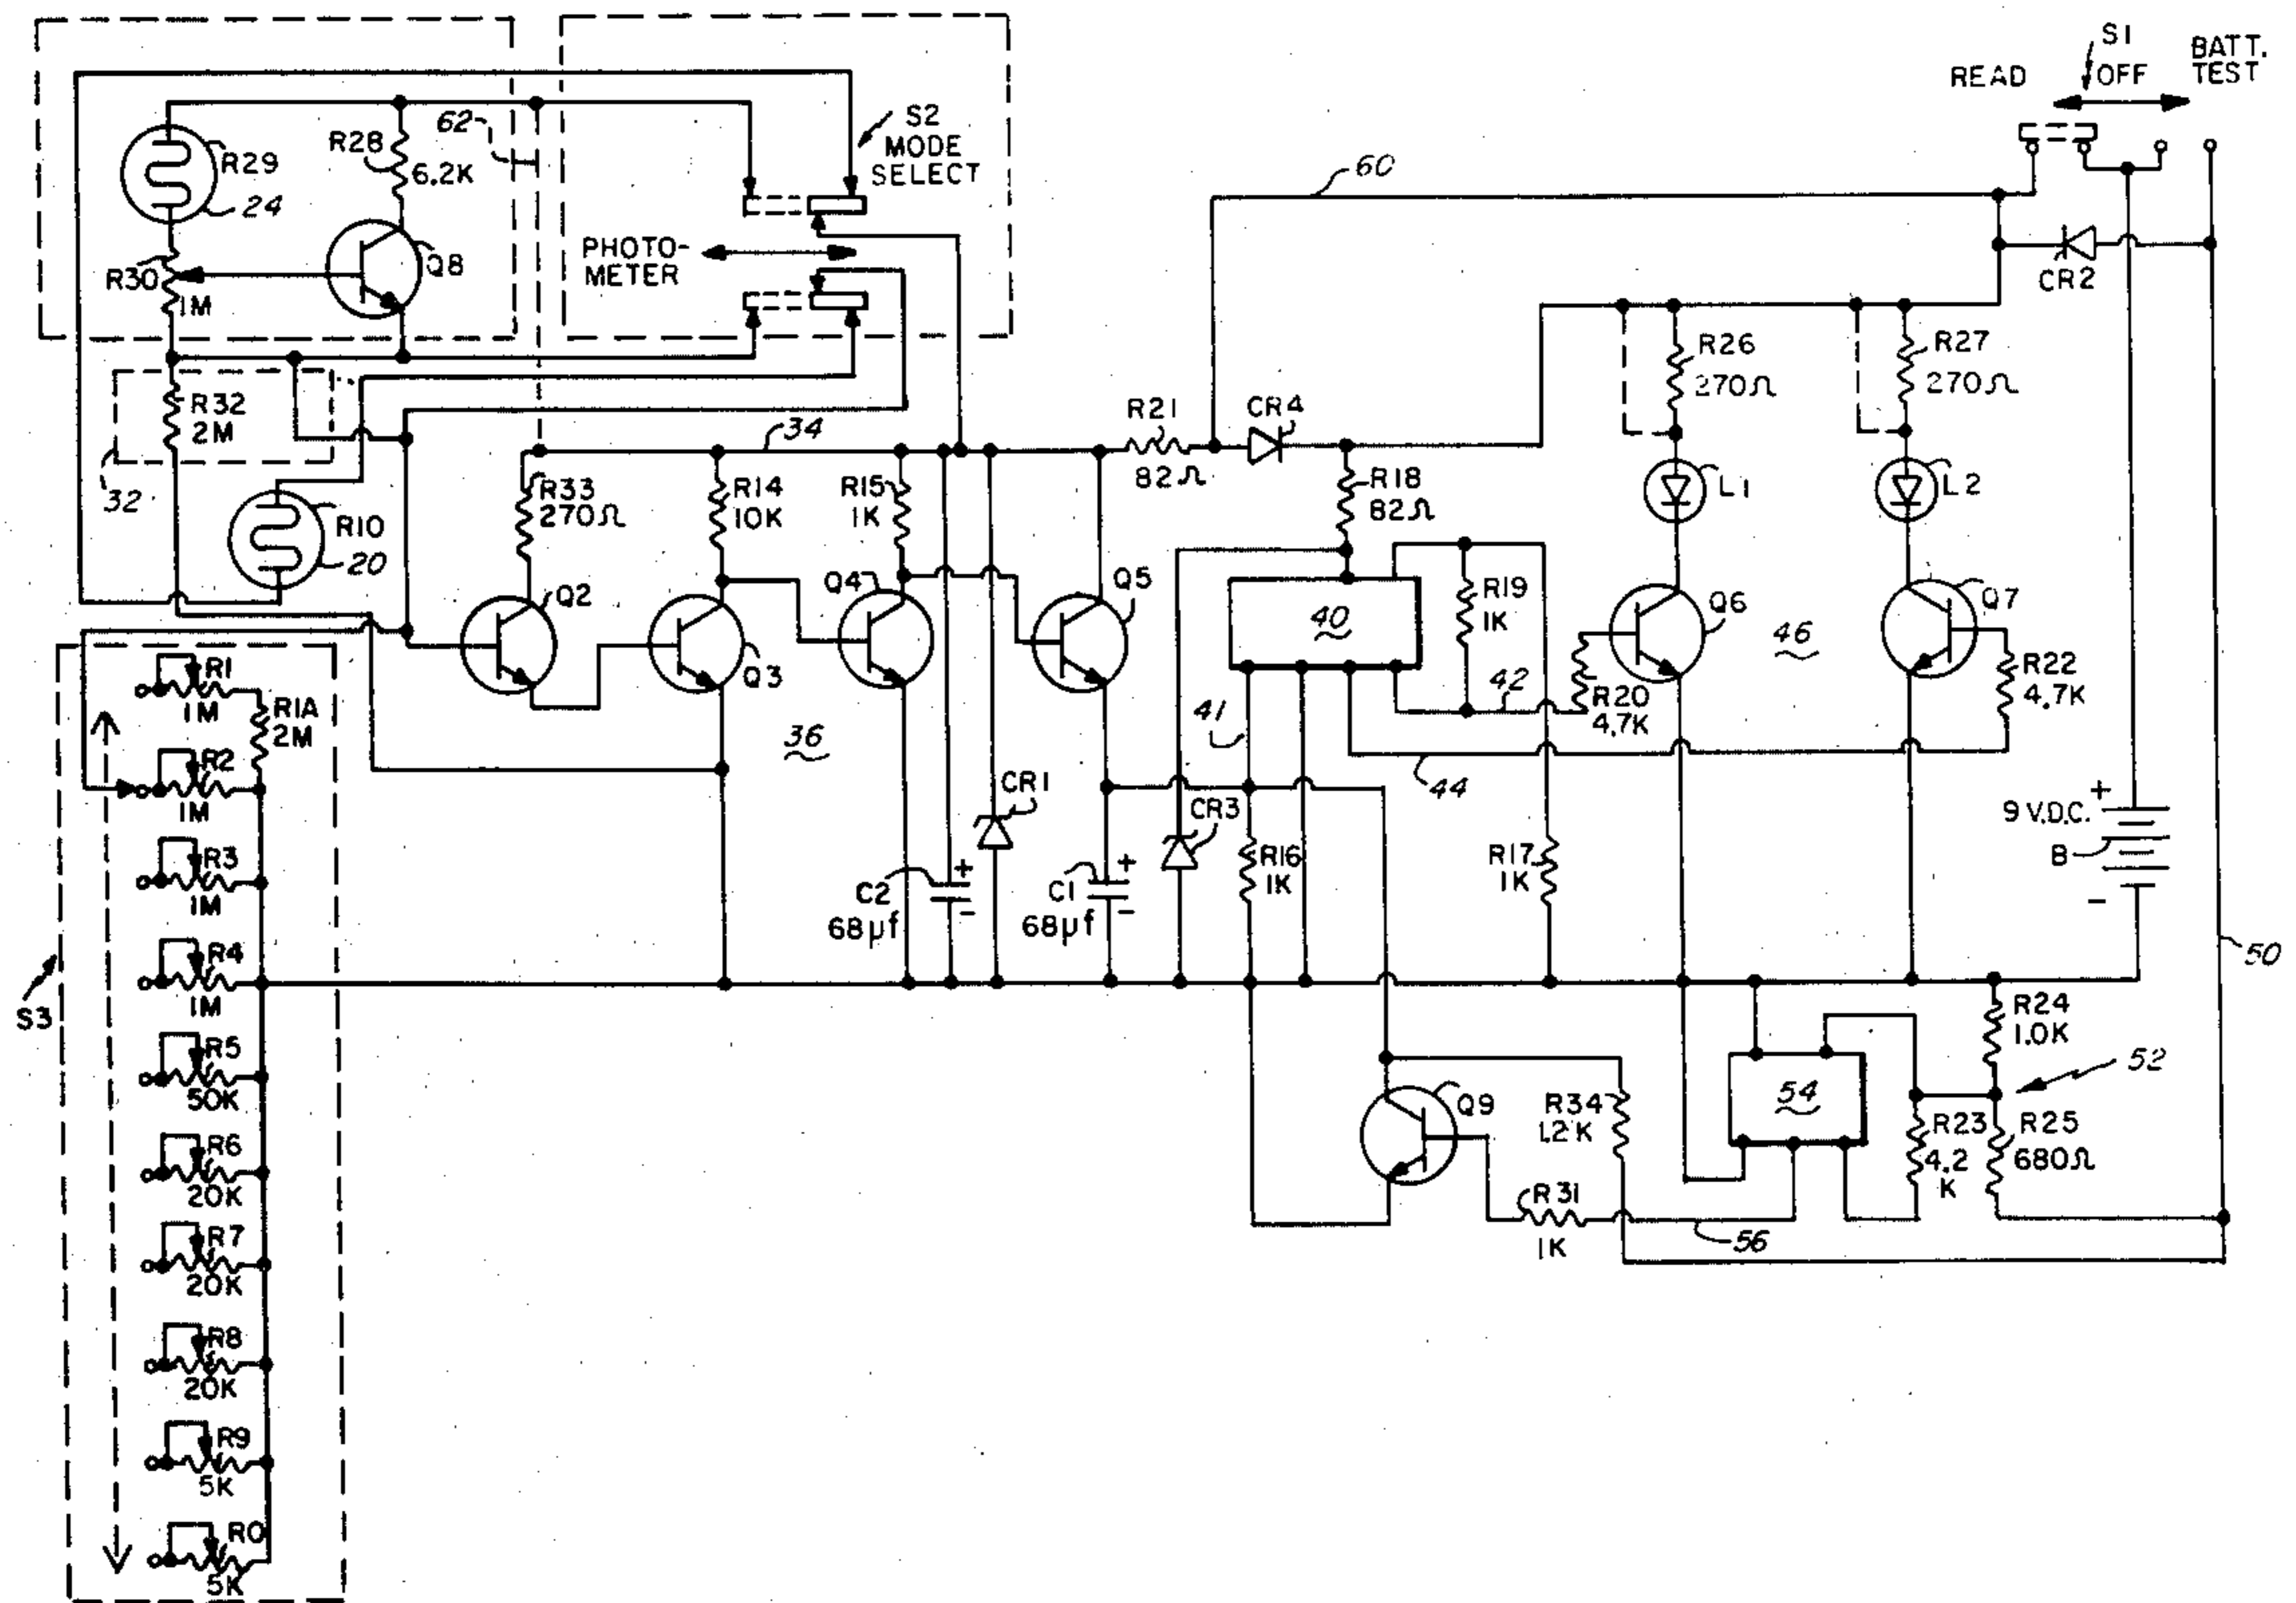 S1
READ
OFF
BATT.
TEST
62
R28
6.2K
R29
24
S2
MODE
SELECT
60
PHOTO-
METER
Q8
R30
1M
CR2
R26
270Ω
R27
270Ω
R32
2M
32
34
R21
82Ω
CR4
R10
20
R33
270Ω
R14
10K
R15
1K
R18
82Ω
L1
L2
Q2
Q3
Q4
Q5
40
R19
1K
Q6
46
Q7
R1
1M
R1A
2M
36
41
42
R20
4.7K
R22
4.7K
R2
1M
44
CR1
CR3
+
9 V.D.C.
B
-
R3
1M
C2
68µf
+
-
C1
68µf
+
-
R16
1K
R17
1K
S3
R4
1M
50
R24
1.0K
R5
50K
52
54
Q9
R34
1.2 K
R23
4.2
K
R25
680Ω
R6
20K
R31
1K
56
R7
20K
R8
20K
R9
5K
R0
5K